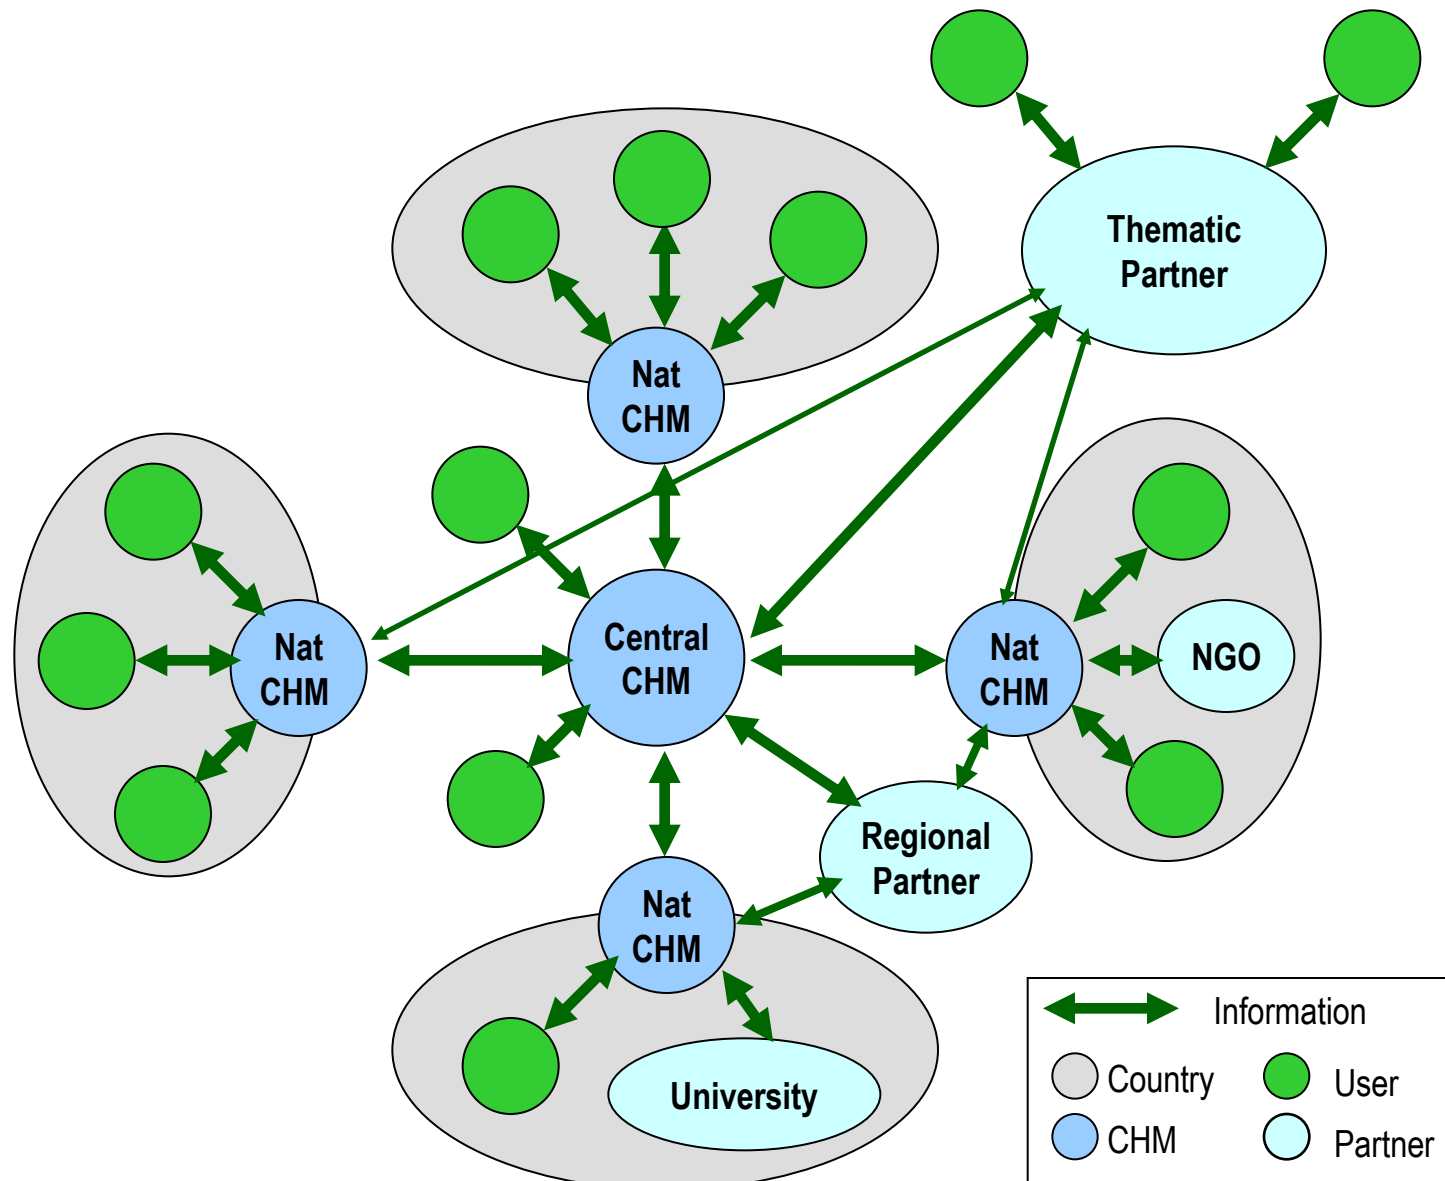 Thematic
Partner
Nat
CHM
Nat
CHM
Central
CHM
Nat
CHM
NGO
Regional
Partner
Nat
CHM
University
Information
Country
User
CHM
Partner